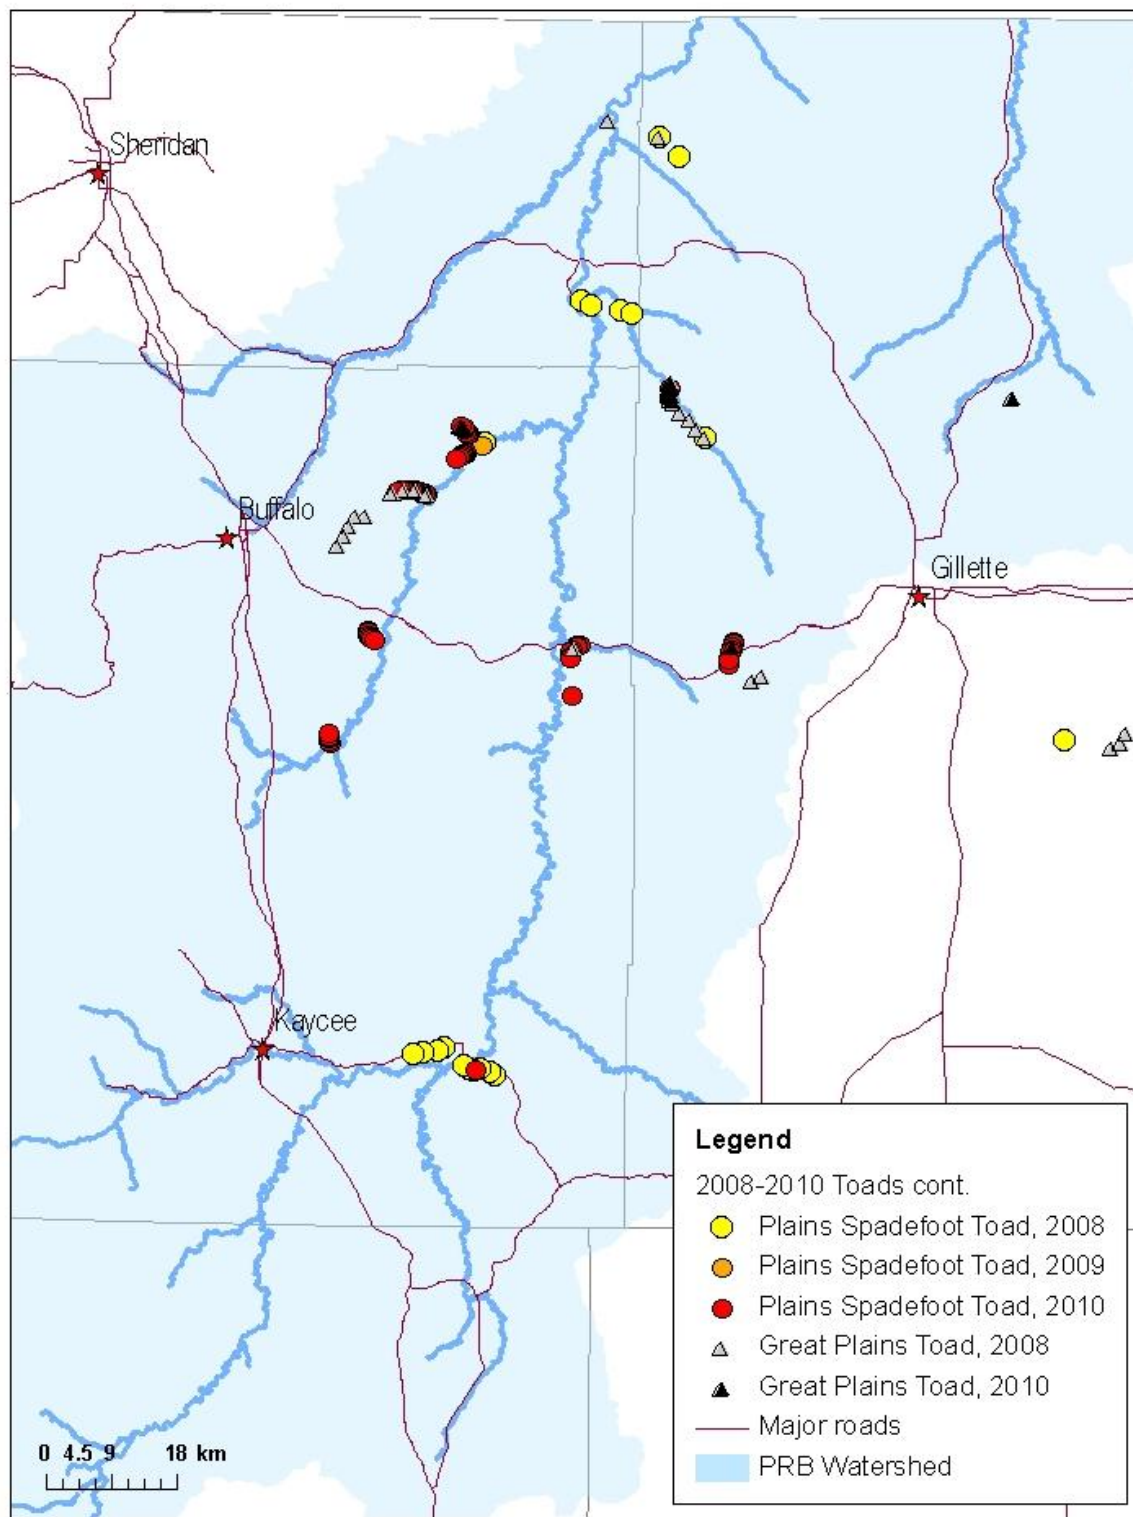 Sheridan
Buffalo
Gillette
Kaycee
Legend
2008-2010 Toads cont.
Plains Spadefoot Toad, 2008
Plains Spadefoot Toad, 2009
Plains Spadefoot Toad, 2010
Great Plains Toad, 2008
Great Plains Toad, 2010
Major roads
PRB Watershed
0 4.5 9 18 km